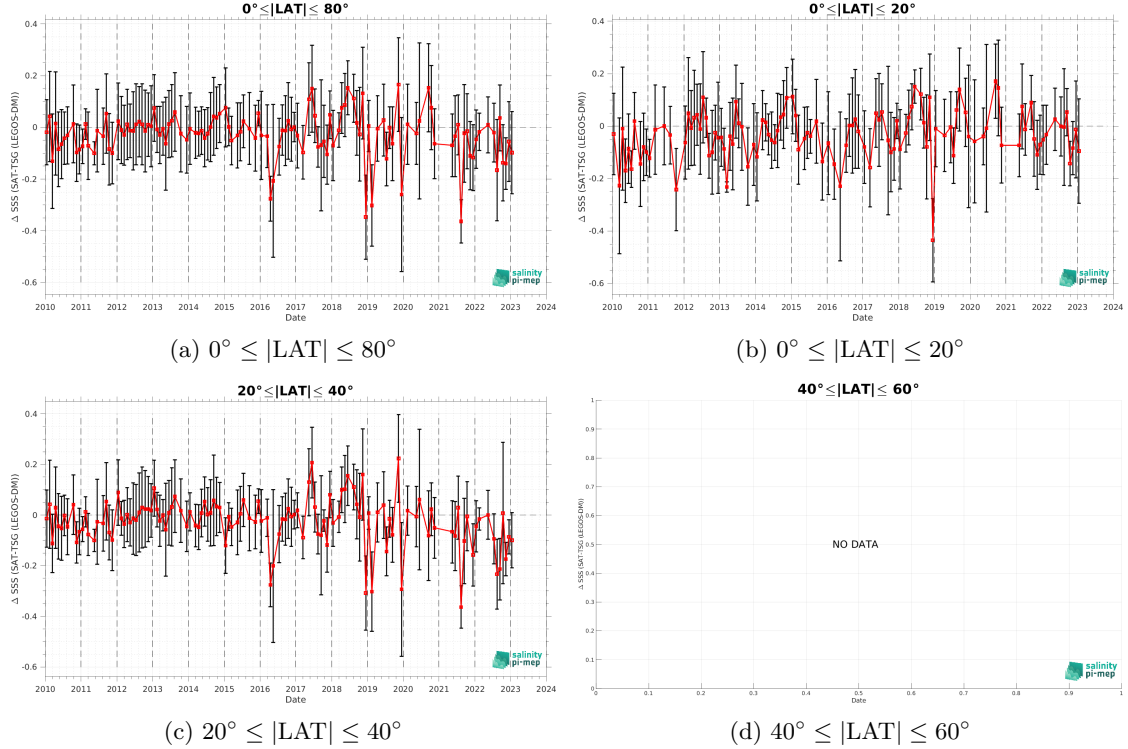 0°≤|LAT|≤ 80°
Δ SSS (SAT-TSG (LEGOS-DM))
0.4
0.2
0
-0.2
-0.4
-0.6
2010 2011 2012 2013 2014 2015 2016 2017 2018 2019 2020 2021 2022 2023 2024
Date
salinity
pi-mep
(a) 0° ≤ |LAT| ≤ 80°
0°≤|LAT|≤ 20°
Δ SSS (SAT-TSG (LEGOS-DM))
0.4
0.2
0
-0.2
-0.4
-0.6
2010 2011 2012 2013 2014 2015 2016 2017 2018 2019 2020 2021 2022 2023 2024
Date
salinity
pi-mep
(b) 0° ≤ |LAT| ≤ 20°
20°≤|LAT|≤ 40°
Δ SSS (SAT-TSG (LEGOS-DM))
0.4
0.2
0
-0.2
-0.4
-0.6
2010 2011 2012 2013 2014 2015 2016 2017 2018 2019 2020 2021 2022 2023 2024
Date
salinity
pi-mep
(c) 20° ≤ |LAT| ≤ 40°
40°≤|LAT|≤ 60°
Δ SSS (SAT-TSG (LEGOS-DM))
1
0.9
0.8
0.7
0.6
0.5
0.4
0.3
0.2
0.1
0
NO DATA
0 0.1 0.2 0.3 0.4 0.5 0.6 0.7 0.8 0.9 1
Date
salinity
pi-mep
(d) 40° ≤ |LAT| ≤ 60°